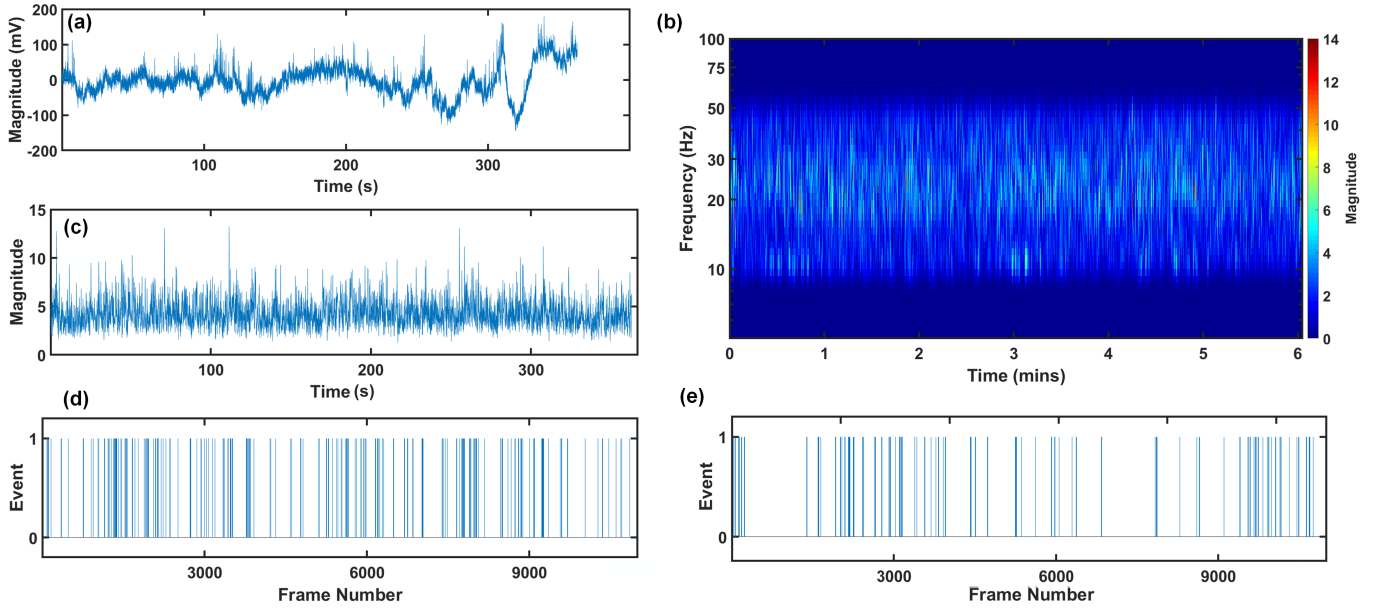 (a)
Magnitude (mV)
200
100
0
-100
-200
100
200
300
Time (s)
(b)
Frequency (Hz)
100
75
50
30
20
10
0
1
2
3
4
5
6
Time (mins)
14
12
10
8
6
4
2
0
Magnitude
(c)
Magnitude
15
10
5
0
100
200
300
Time (s)
(d)
Event
1
0
3000
6000
9000
Frame Number
(e)
Event
1
0
3000
6000
9000
Frame Number